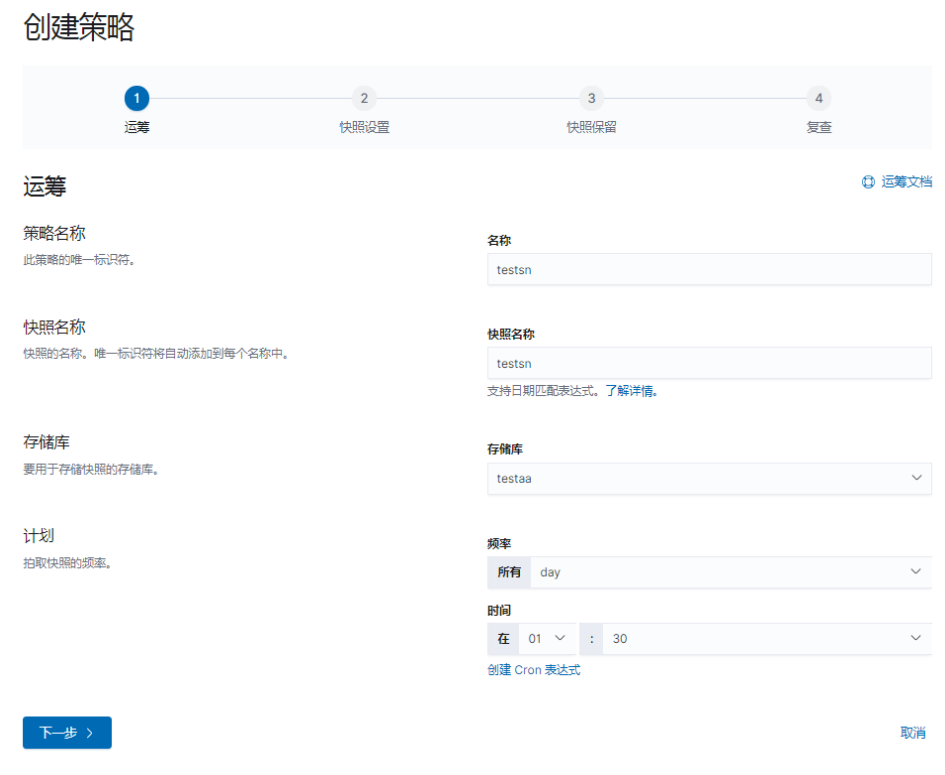 创建策略
1
2
3
4
运筹
快照设置
快照保留
复查
运筹
运筹文档
策略名称
此策略的唯一标识符。
名称
testsn
快照名称
快照的名称。唯一标识符将自动添加到每个名称中。
快照名称
testsn
支持日期匹配表达式。了解详情。
存储库
要用于存储快照的存储库。
存储库
testaa
计划
拍取快照的频率。
频率
所有 day
时间
在 01 : 30
创建 Cron 表达式
下一步
取消